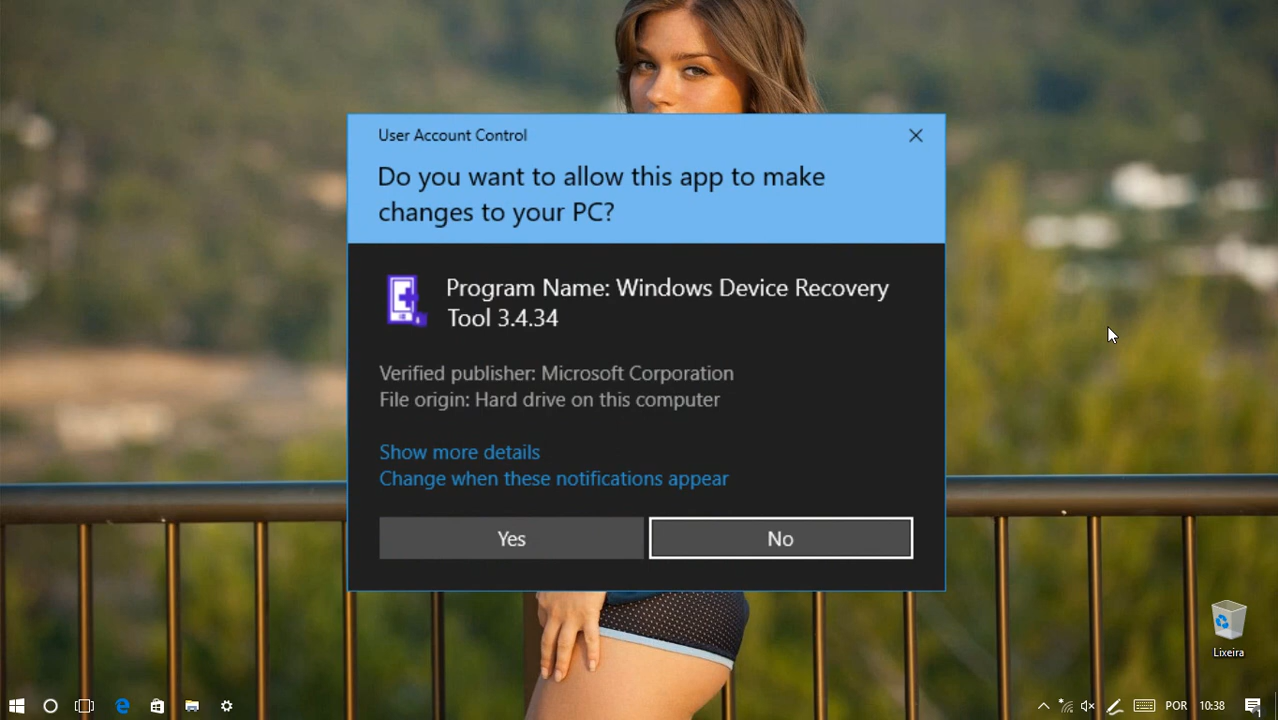 User Account Control
Do you want to allow this app to make
changes to your PC?
Program Name: Windows Device Recovery
Tool 3.4.34
Verified publisher: Microsoft Corporation
File origin: Hard drive on this computer
Show more details
Change when these notifications appear
Yes
No
Lixeira
POR
10:38
1